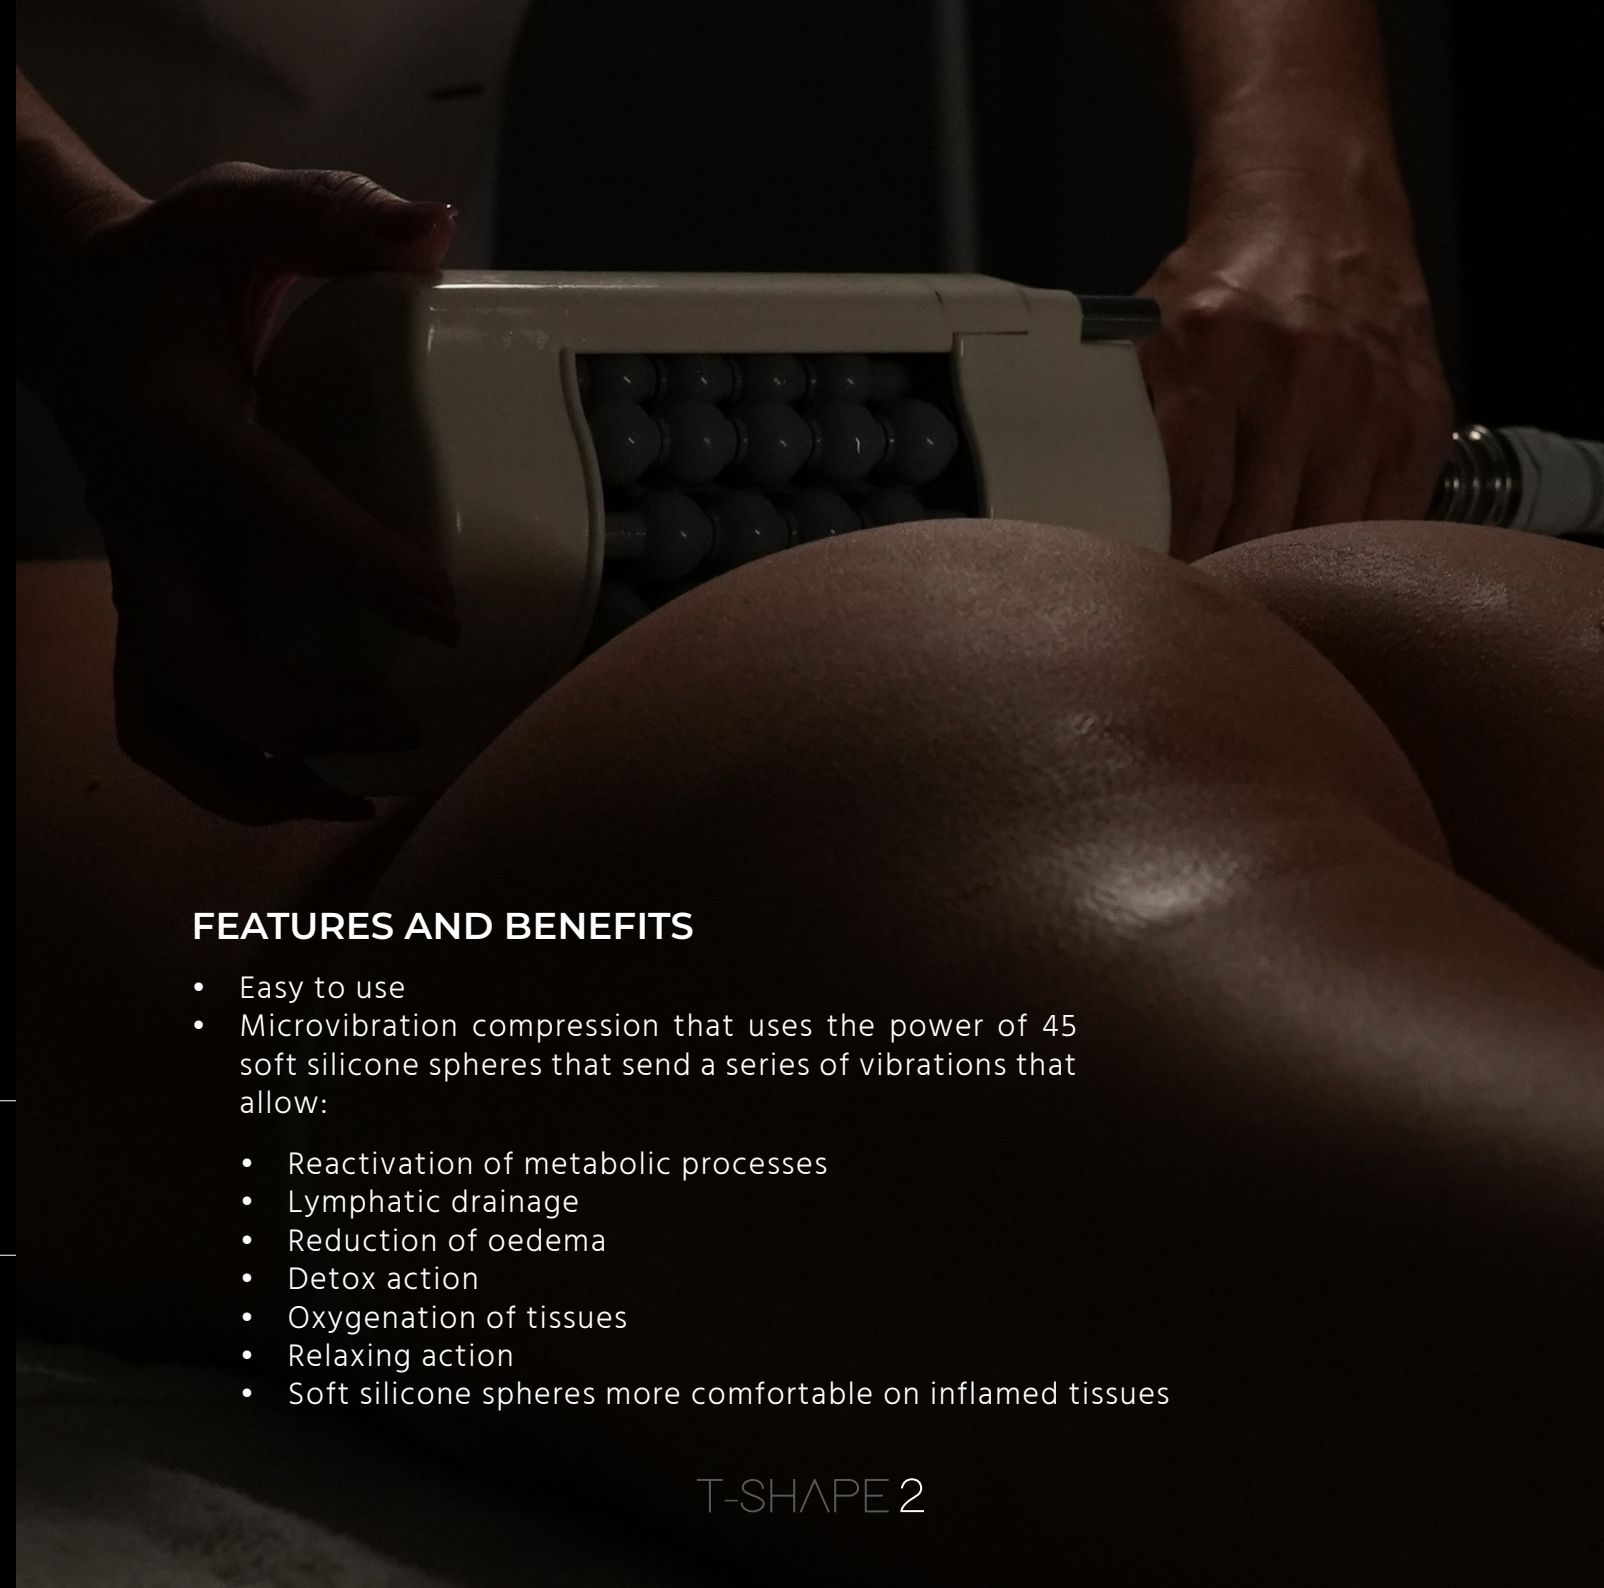 FEATURES AND BENEFITS
• Easy to use
• Microvibration compression that uses the power of 45
soft silicone spheres that send a series of vibrations that
allow:
• Reactivation of metabolic processes
• Lymphatic drainage
• Reduction of oedema
• Detox action
• Oxygenation of tissues
• Relaxing action
• Soft silicone spheres more comfortable on inflamed tissues
T-SHAPE 2